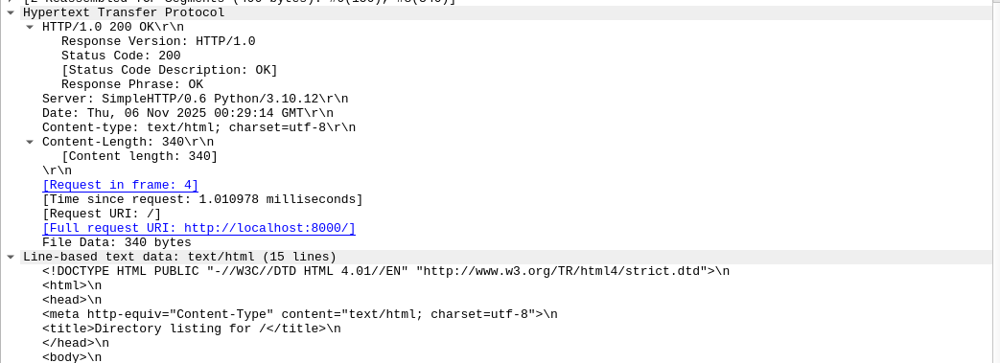 Hypertext Transfer Protocol
HTTP/1.0 200 OK\r\n
Response Version: HTTP/1.0
Status Code: 200
[Status Code Description: OK]
Response Phrase: OK
Server: SimpleHTTP/0.6 Python/3.10.12\r\n
Date: Thu, 06 Nov 2025 00:29:14 GMT\r\n
Content-type: text/html; charset=utf-8\r\n
Content-Length: 340\r\n
[Content length: 340]
\r\n
[Request in frame: 4]
[Time since request: 1.010978 milliseconds]
[Request URI: /]
[Full request URI: http://localhost:8000/]
File Data: 340 bytes
Line-based text data: text/html (15 lines)
<!DOCTYPE HTML PUBLIC "-//W3C//DTD HTML 4.01//EN" "http://www.w3.org/TR/html4/strict.dtd">\n
<html>\n
<head>\n
<meta http-equiv="Content-Type" content="text/html; charset=utf-8">\n
<title>Directory listing for /</title>\n
</head>\n
<body>\n